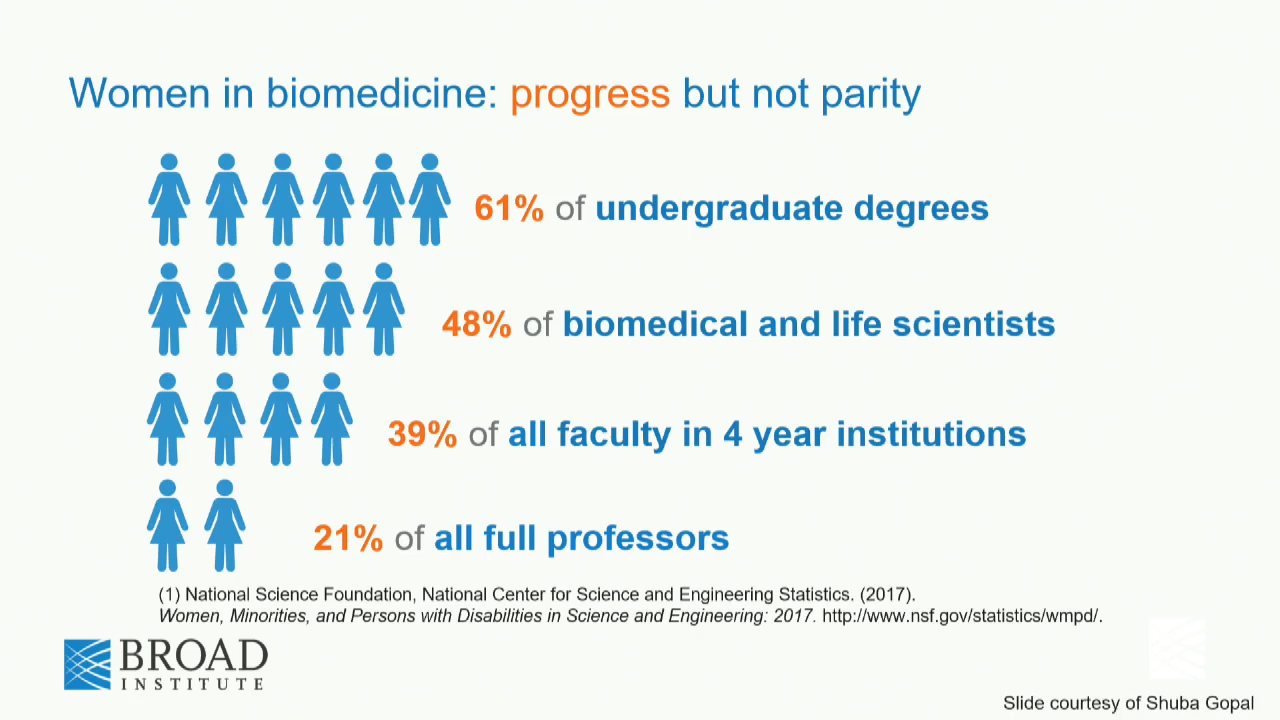 Women in biomedicine: progress but not parity
61% of undergraduate degrees
48% of biomedical and life scientists
39% of all faculty in 4 year institutions
21% of all full professors
(1) National Science Foundation, National Center for Science and Engineering Statistics. (2017).
Women, Minorities, and Persons with Disabilities in Science and Engineering: 2017. http://www.nsf.gov/statistics/wmpd/.
BROAD
INSTITUTE
Slide courtesy of Shuba Gopal